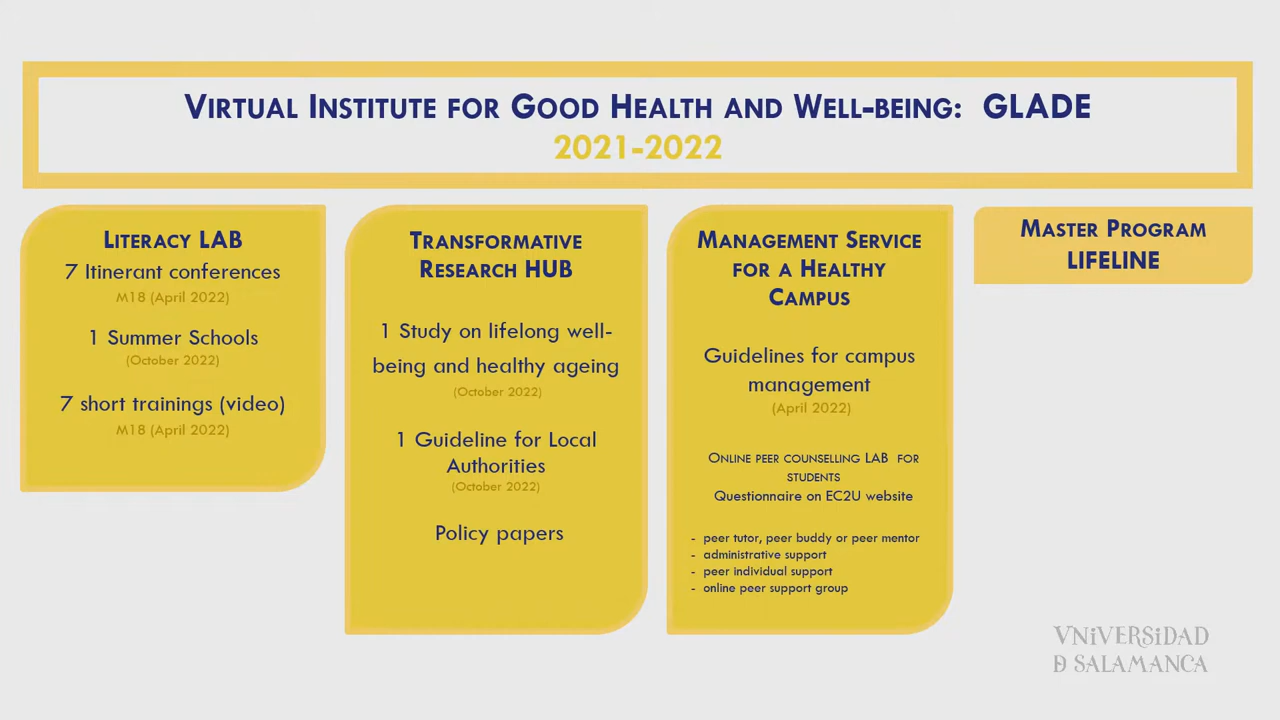 VIRTUAL INSTITUTE FOR GOOD HEALTH AND WELL-BEING: GLADE
2021-2022
LITERACY LAB
7 Itinerant conferences
M18 (April 2022)
1 Summer Schools
(October 2022)
7 short trainings (video)
M18 (April 2022)
TRANSFORMATIVE
RESEARCH HUB
1 Study on lifelong well-
being and healthy ageing
(October 2022)
1 Guideline for Local
Authorities
(October 2022)
Policy papers
MANAGEMENT SERVICE
FOR A HEALTHY
CAMPUS
Guidelines for campus
management
(April 2022)
ONLINE PEER COUNSELLING LAB FOR
STUDENTS
Questionnaire on EC2U website
- peer tutor, peer buddy or peer mentor
- administrative support
- peer individual support
- online peer support group
MASTER PROGRAM
LIFELINE
VNiVERSiDAD
Ð SALAMANCA